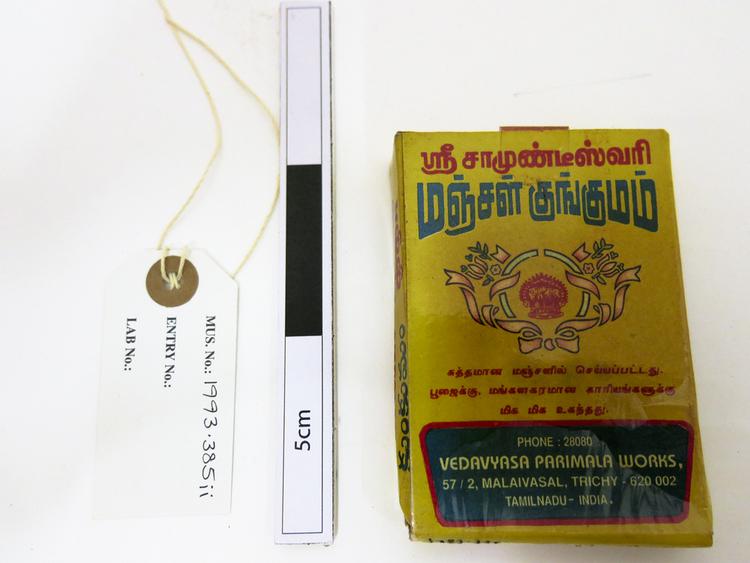 MUS. No.: 1993.385ii
ENTRY No.:
LAB No.:
5cm
ஸ்ரீ சாமுண்டீஸ்வரி
மஞ்சள் குங்குமம்
சுத்தமான மஞ்சளில் செய்யப்பட்டது.
பூஜைக்கு, மங்களகரமான காரியங்களுக்கு
மிக மிக உகந்தது.
PHONE : 28080
VEDAVYASA PARIMALA WORKS,
57 / 2, MALAIVASAL, TRICHY - 620 002
TAMILNADU - INDIA.